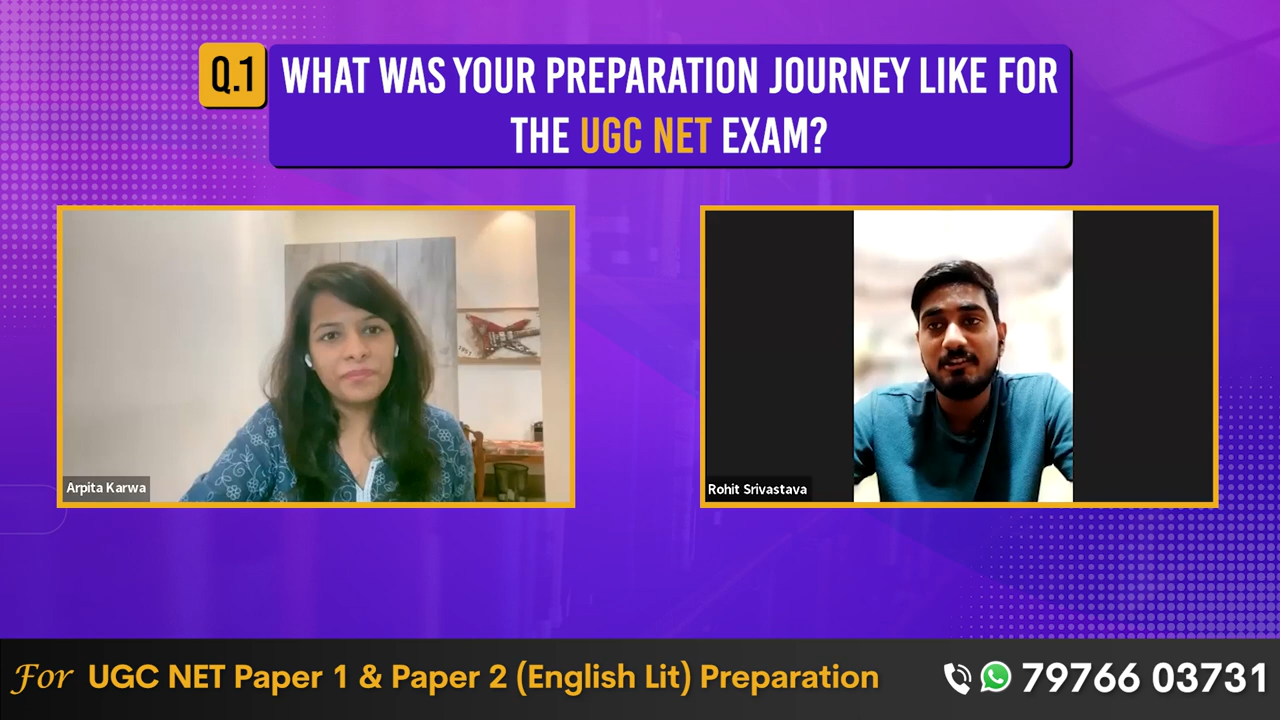 Q.1
WHAT WAS YOUR PREPARATION JOURNEY LIKE FOR
THE UGC NET EXAM?
Arpita Karwa
Rohit Srivastava
For UGC NET Paper 1 & Paper 2 (English Lit) Preparation
79766 03731